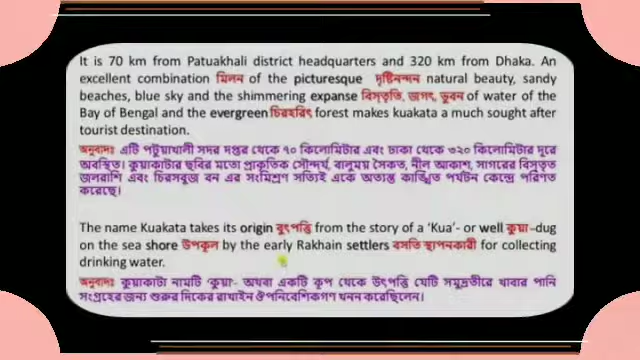 It is 70 km from Patuakhali district headquarters and 320 km from Dhaka. An
excellent combination মিলন of the picturesque দৃষ্টিনন্দন natural beauty, sandy
beaches, blue sky and the shimmering expanse বিস্তৃতি, জগৎ, ভুবন of water of the
Bay of Bengal and the evergreen চিরহরিৎ forest makes kuakata a much sought after
tourist destination.
অনুবাদঃ এটি পটুয়াখালী সদর দপ্তর থেকে ৭০ কিলোমিটার এবং ঢাকা থেকে ৩২০ কিলোমিটার দূরে
অবস্থিত। কুয়াকাটার ছবির মতো প্রাকৃতিক সৌন্দর্য, বালুময় সৈকত, নীল আকাশ, সাগরের বিস্তৃত
জলরাশি এবং চিরসবুজ বন এর সংমিশ্রণ সত্যিই একে অত্যন্ত কাঙ্খিত পর্যটন কেন্দ্রে পরিণত
করেছে।
The name Kuakata takes its origin বুৎপত্তি from the story of a ‘Kua’- or well কুয়া –dug
on the sea shore উপকূল by the early Rakhain settlers বসতি স্থাপনকারী for collecting
drinking water.
অনুবাদঃ কুয়াকাটা নামটি ‘কুয়া’- অথবা একটি কূপ থেকে উৎপত্তি যেটি সমুদ্রতীরে খাবার পানি
সংগ্রহের জন্য শুরুর দিকের রাখাইন ঔপনিবেশিকগণ খনন করেছিলেন।